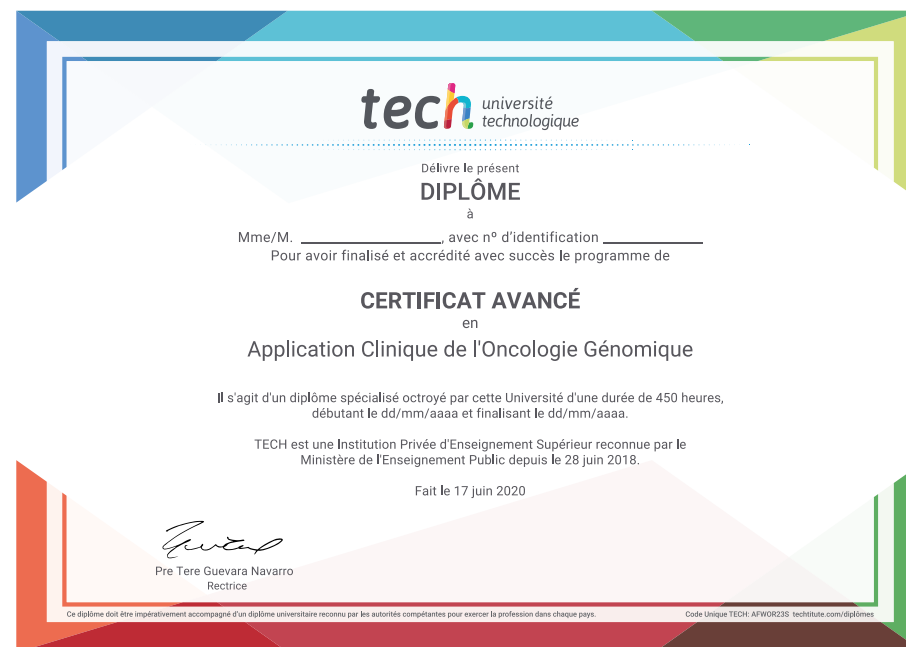 tech université
technologique
Délivre le présent
DIPLÔME
à
Mme/M. ____________________, avec nº d'identification ______________
Pour avoir finalisé et accrédité avec succès le programme de
CERTIFICAT AVANCÉ
en
Application Clinique de l'Oncologie Génomique
Il s'agit d'un diplôme spécialisé octroyé par cette Université d'une durée de 450 heures,
débutant le dd/mm/aaaa et finalisant le dd/mm/aaaa.
TECH est une Institution Privée d'Enseignement Supérieur reconnue par le
Ministère de l'Enseignement Public depuis le 28 juin 2018.
Fait le 17 juin 2020
Pre Tere Guevara Navarro
Rectrice
Ce diplôme doit être impérativement accompagné d'un diplôme universitaire reconnu par les autorités compétentes pour exercer la profession dans chaque pays.
Code Unique TECH: AFWOR23S techtitute.com/diplômes